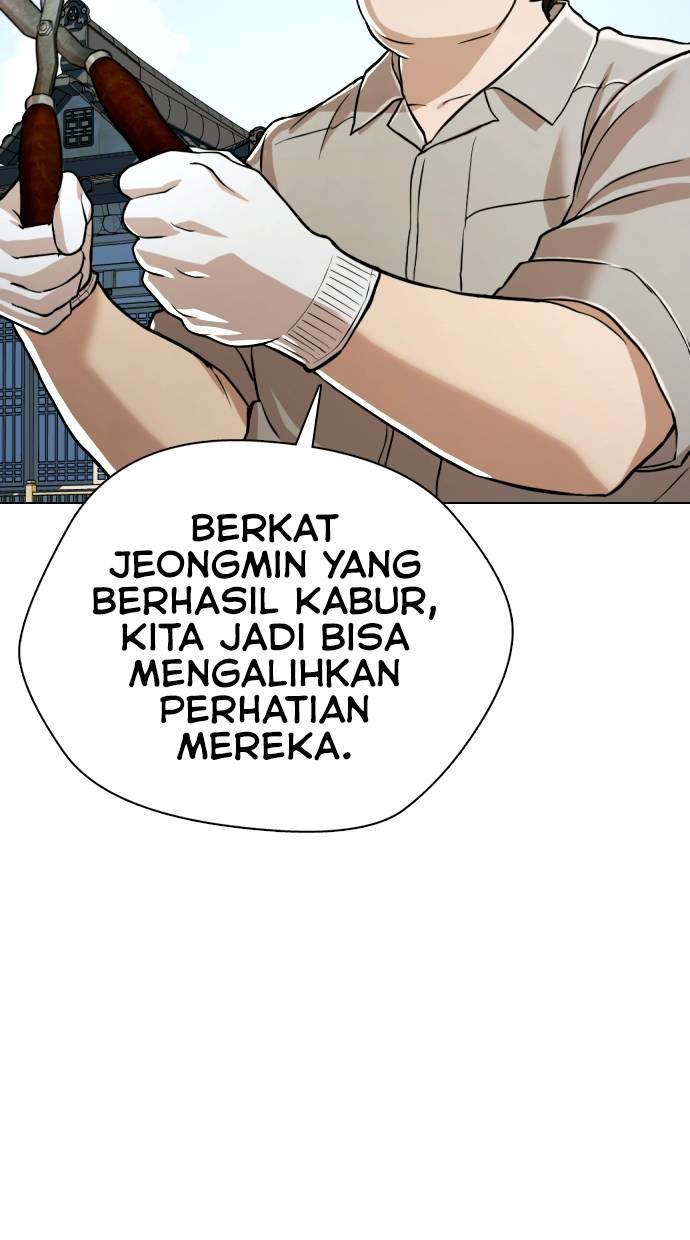 BERKAT
JEONGMIN YANG
BERHASIL KABUR,
KITA JADI BISA
MENGALIHKAN
PERHATIAN
MEREKA.